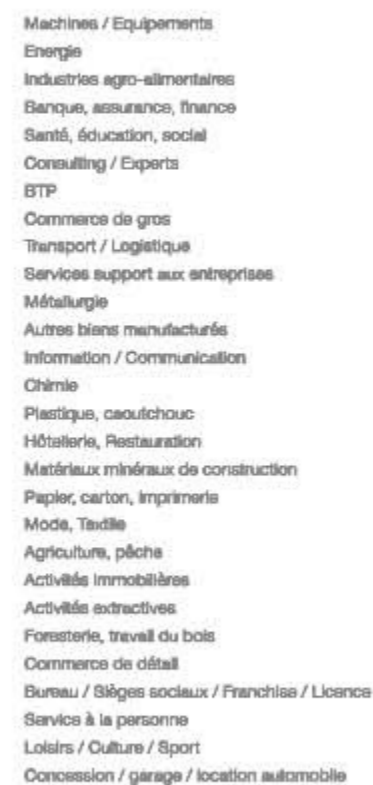 Machines / Equipements
Energie
Industries agro-alimentaires
Banque, assurance, finance
Santé, éducation, social
Consulting / Experts
BTP
Commerce de gros
Transport / Logistique
Services support aux entreprises
Métallurgie
Autres biens manufacturés
Information / Communication
Chimie
Plastique, caoutchouc
Hôtellerie, Restauration
Matériaux minéraux de construction
Papier, carton, imprimerie
Mode, Textile
Agriculture, pêche
Activités immobilières
Activités extractives
Foresterie, travail du bois
Commerce de détail
Bureau / Sièges sociaux / Franchise / Licence
Service à la personne
Loisirs / Culture / Sport
Concession / garage / location automobile